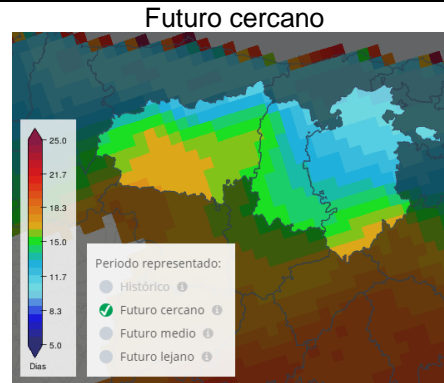 Futuro cercano
25.0
21.7
18.3
15.0
11.7
8.3
5.0
Dias
Periodo representado:
Histórico
Futuro cercano
Futuro medio
Futuro lejano